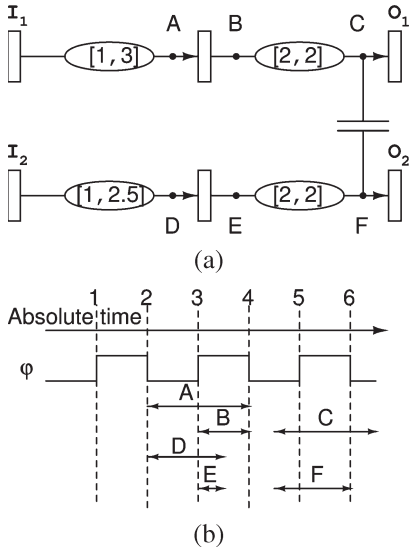 I1 A B C O1
[1, 3] [2, 2]
I2 O2
[1, 2.5] [2, 2]
D E F
(a)
1 2 3 4 5 6
Absolute time
φ
A
B C
D
E F
(b)